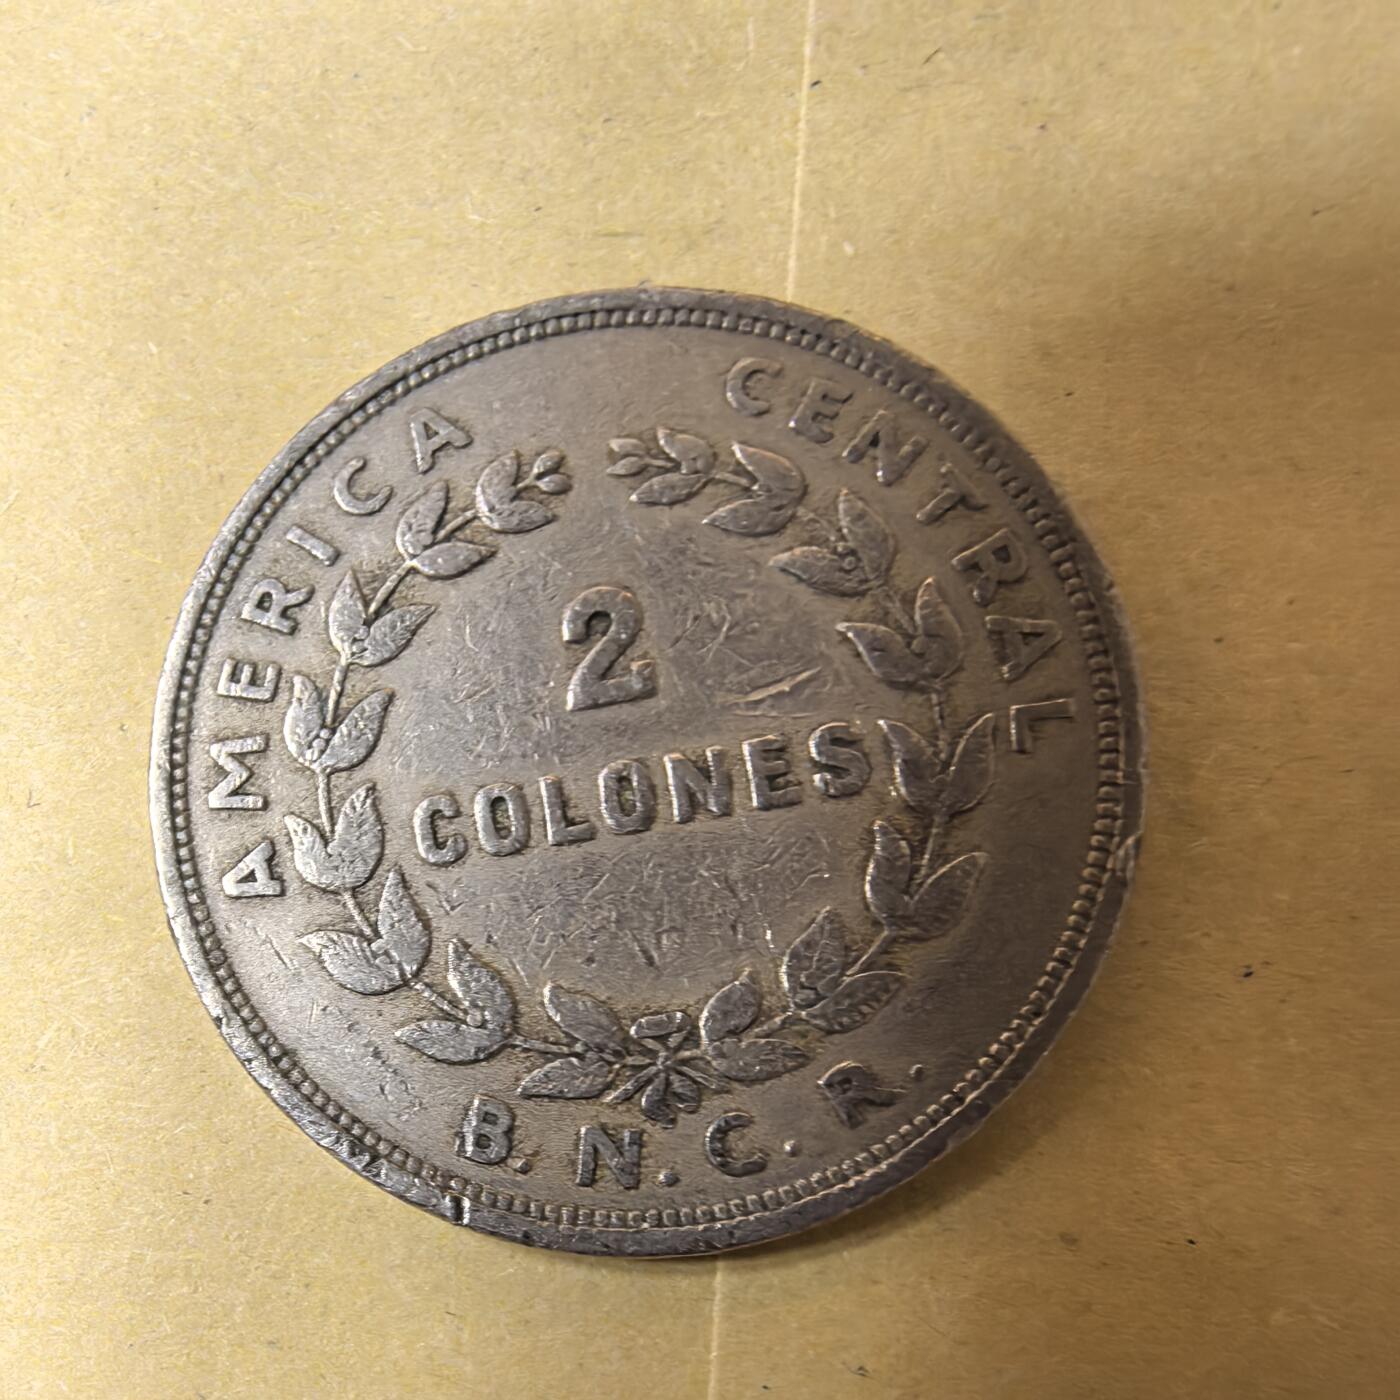 AMERICA CENTRAL
2
COLONES
B.N.C.R.